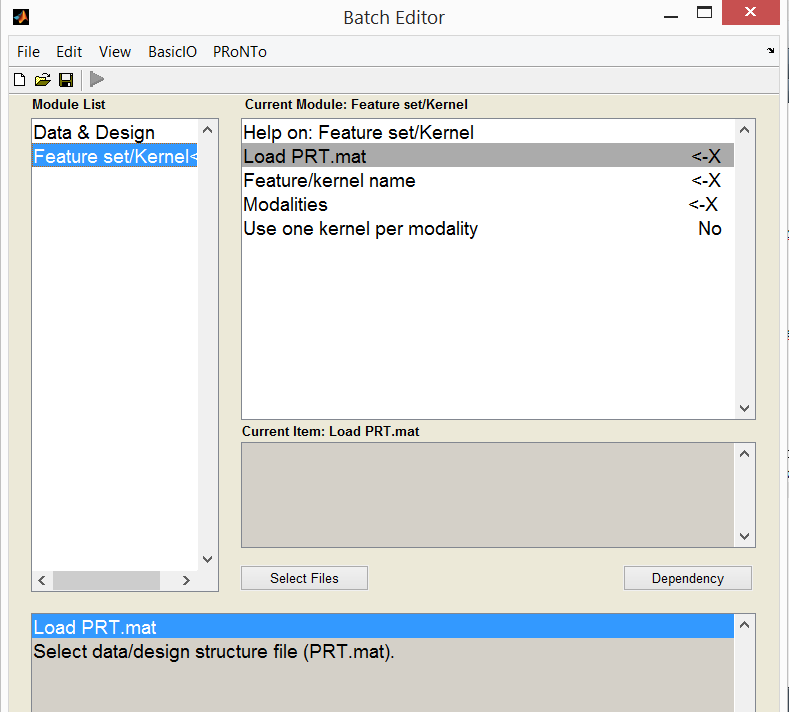 Batch Editor
File Edit View BasicIO PRoNTo
Module List
Data & Design
Feature set/Kernel<
Current Module: Feature set/Kernel
Help on: Feature set/Kernel
Load PRT.mat <-X
Feature/kernel name <-X
Modalities <-X
Use one kernel per modality No
Current Item: Load PRT.mat
Select Files Dependency
Load PRT.mat
Select data/design structure file (PRT.mat).